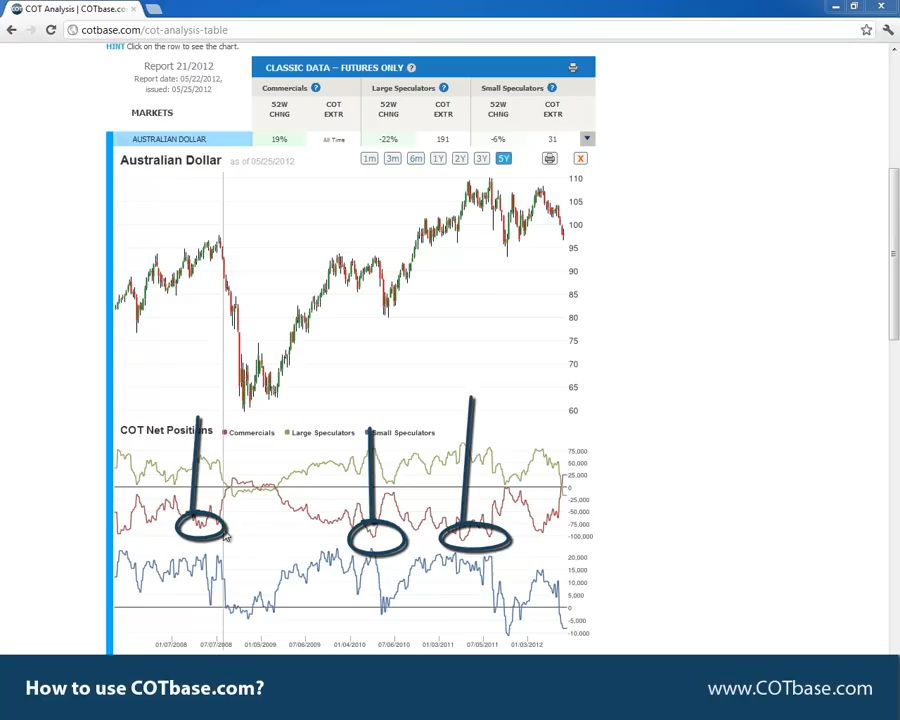 COT Analysis | COTbase.com
cotbase.com/cot-analysis-table
HINT Click on the row to see the chart.
Report 21/2012
Report date: 05/22/2012,
issued: 05/25/2012
MARKETS
CLASSIC DATA – FUTURES ONLY ?
Commercials ? Large Speculators ? Small Speculators ?
52W CHNG COT EXTR 52W CHNG COT EXTR 52W CHNG COT EXTR
AUSTRALIAN DOLLAR 19% All Time -22% 191 -6% 31
Australian Dollar as of 05/25/2012 1m 3m 6m 1Y 2Y 3Y 5Y X
110
105
100
95
90
85
80
75
70
65
60
COT Net Positions Commercials Large Speculators Small Speculators
75,000
50,000
25,000
0
-25,000
-50,000
-75,000
-100,000
20,000
15,000
10,000
5,000
0
-5,000
-10,000
01/07/2008 07/07/2008 01/05/2009 07/06/2009 01/04/2010 07/06/2010 01/03/2011 07/05/2011 01/03/2012
How to use COTbase.com? www.COTbase.com